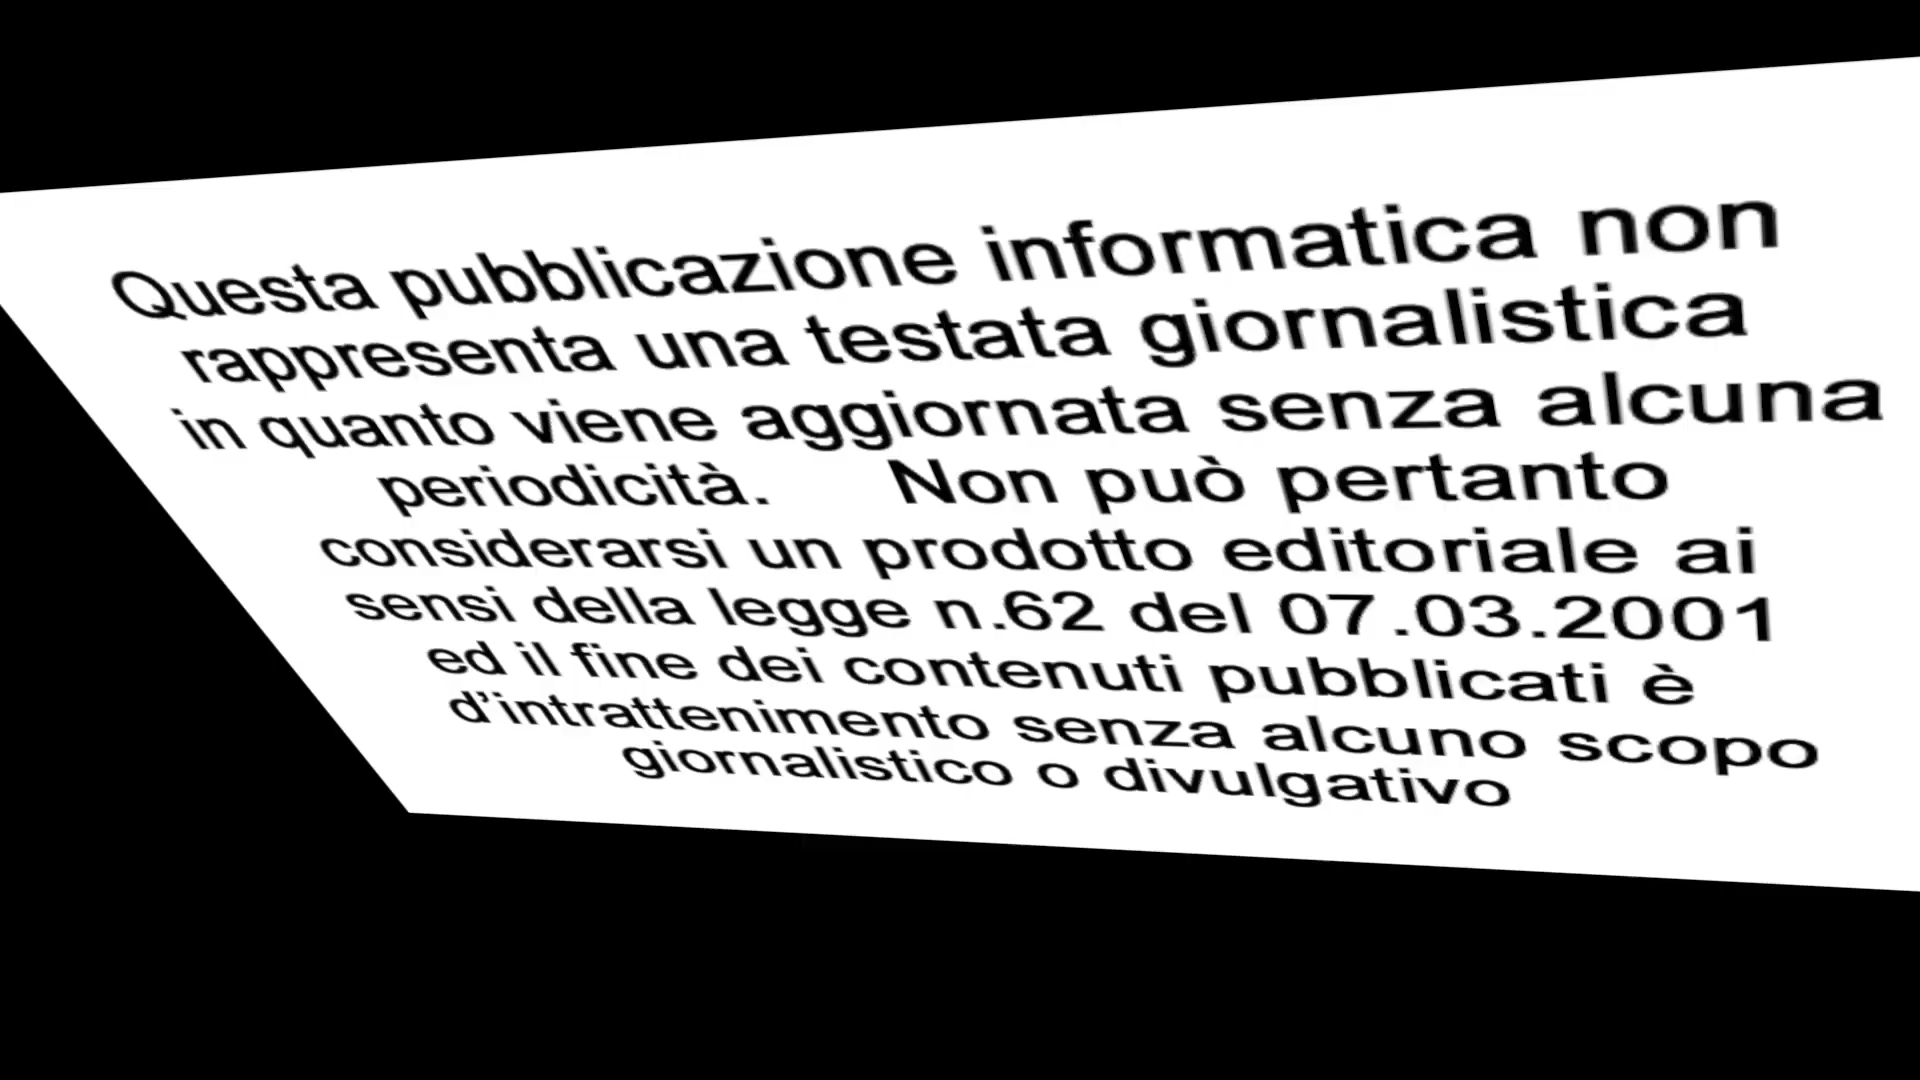 Questa pubblicazione informatica non
rappresenta una testata giornalistica
in quanto viene aggiornata senza alcuna
periodicità. Non può pertanto
considerarsi un prodotto editoriale ai
sensi della legge n.62 del 07.03.2001
ed il fine dei contenuti pubblicati è
d’intrattenimento senza alcuno scopo
giornalistico o divulgativo